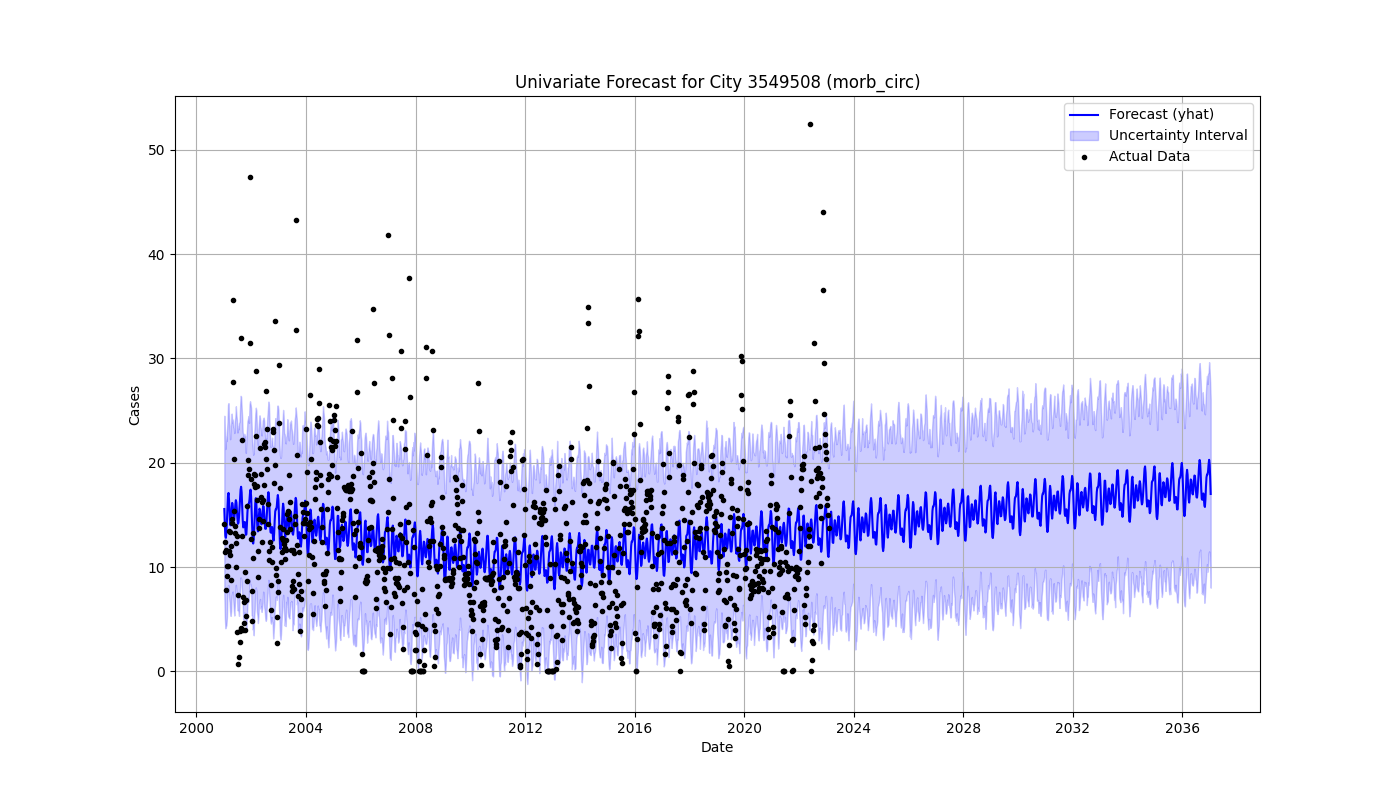 Univariate Forecast for City 3549508 (morb_circ)
Forecast (yhat)
Uncertainty Interval
Actual Data
Cases
50
40
30
20
10
0
2000
2004
2008
2012
2016
2020
2024
2028
2032
2036
Date